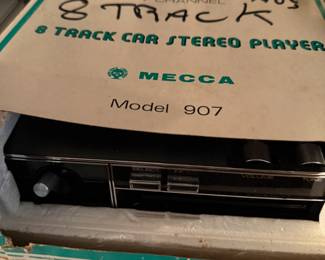 CHANNEL
8 TRACK
8 TRACK CAR STEREO PLAYER
MECCA
Model 907